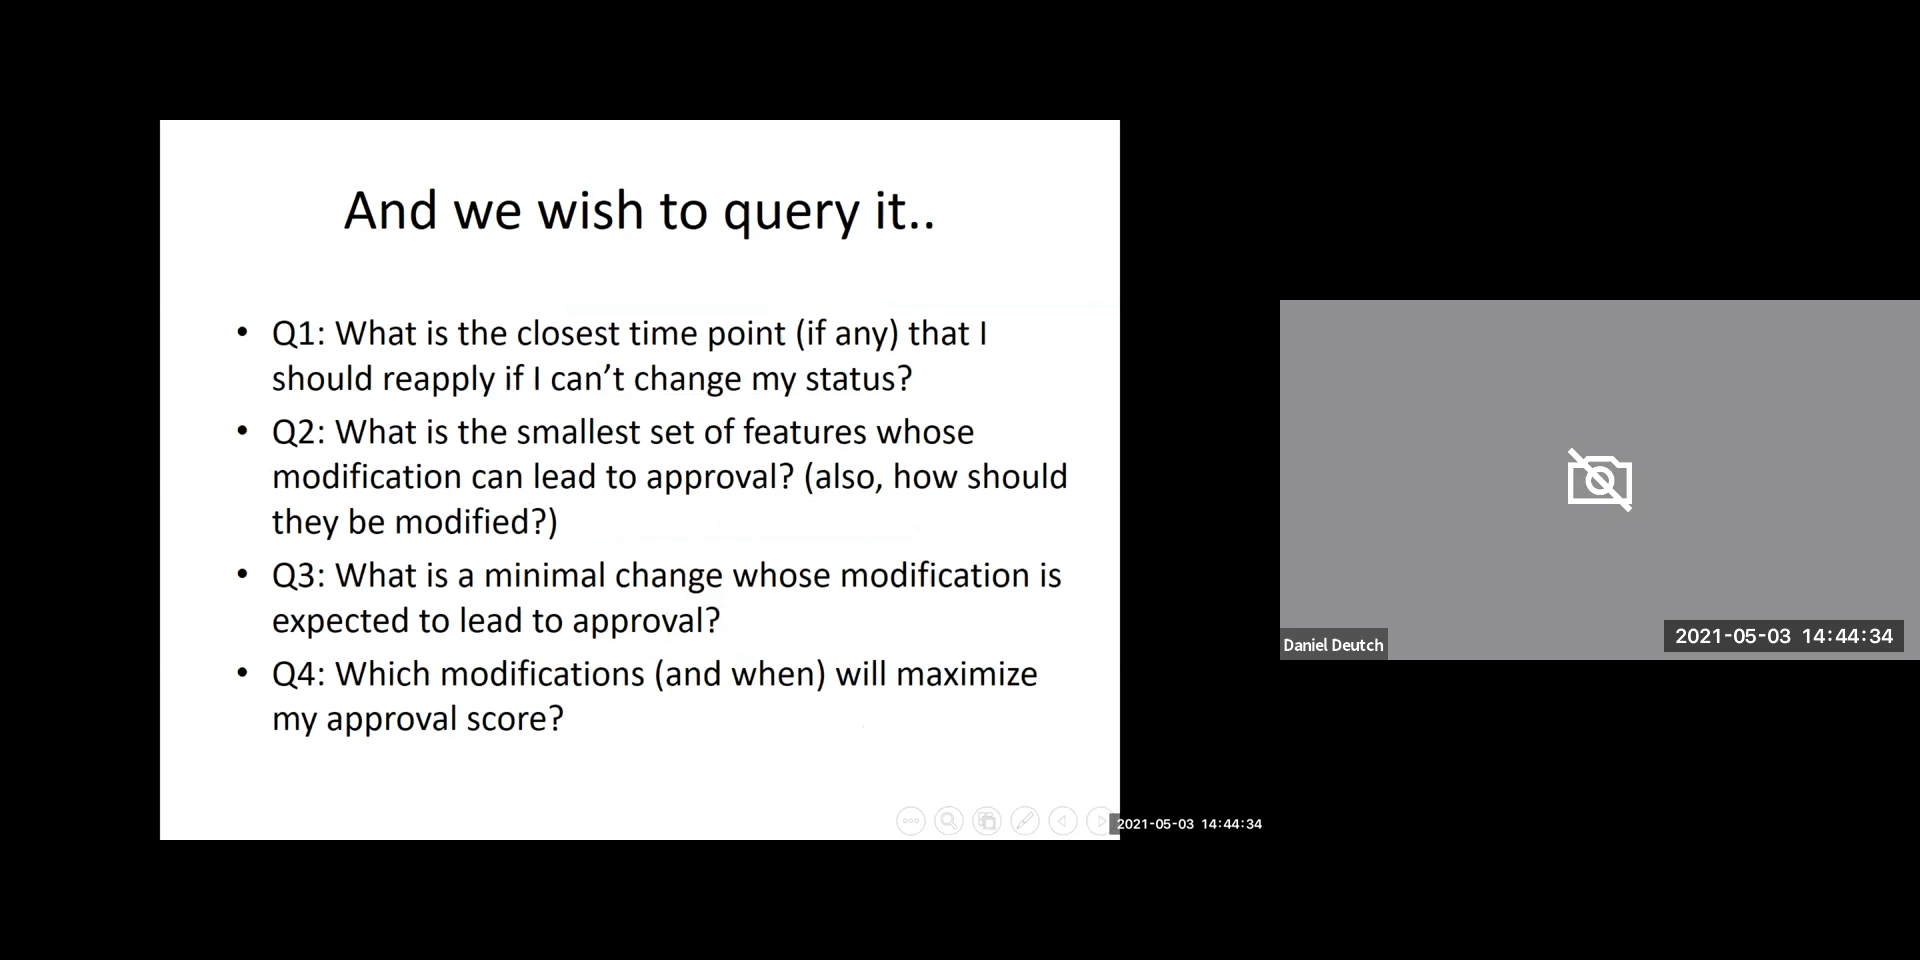 And we wish to query it..
• Q1: What is the closest time point (if any) that I
should reapply if I can’t change my status?
• Q2: What is the smallest set of features whose
modification can lead to approval? (also, how should
they be modified?)
• Q3: What is a minimal change whose modification is
expected to lead to approval?
• Q4: Which modifications (and when) will maximize
my approval score?
2021-05-03 14:44:34
Daniel Deutch
2021-05-03 14:44:34